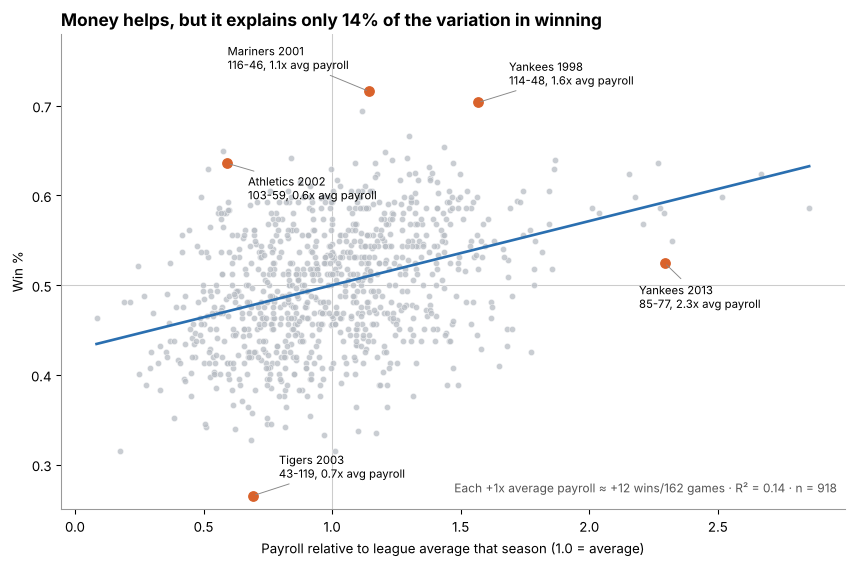 Money helps, but it explains only 14% of the variation in winning
Mariners 2001
116-46, 1.1x avg payroll
Yankees 1998
114-48, 1.6x avg payroll
Athletics 2002
103-59, 0.6x avg payroll
Yankees 2013
85-77, 2.3x avg payroll
Tigers 2003
43-119, 0.7x avg payroll
Each +1x average payroll ≈ +12 wins/162 games · R² = 0.14 · n = 918
Win %
0.7
0.6
0.5
0.4
0.3
0.0
0.5
1.0
1.5
2.0
2.5
Payroll relative to league average that season (1.0 = average)